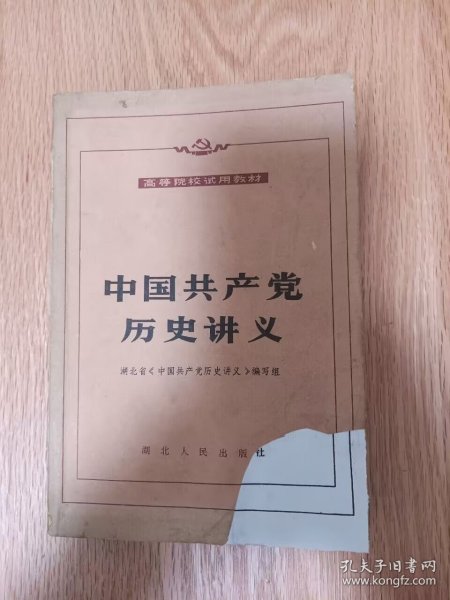 高等院校试用教材
中国共产党
历史讲义
湖北省《中国共产党历史讲义》编写组
湖北人民出版社
孔夫子旧书网
www.kongfz.com